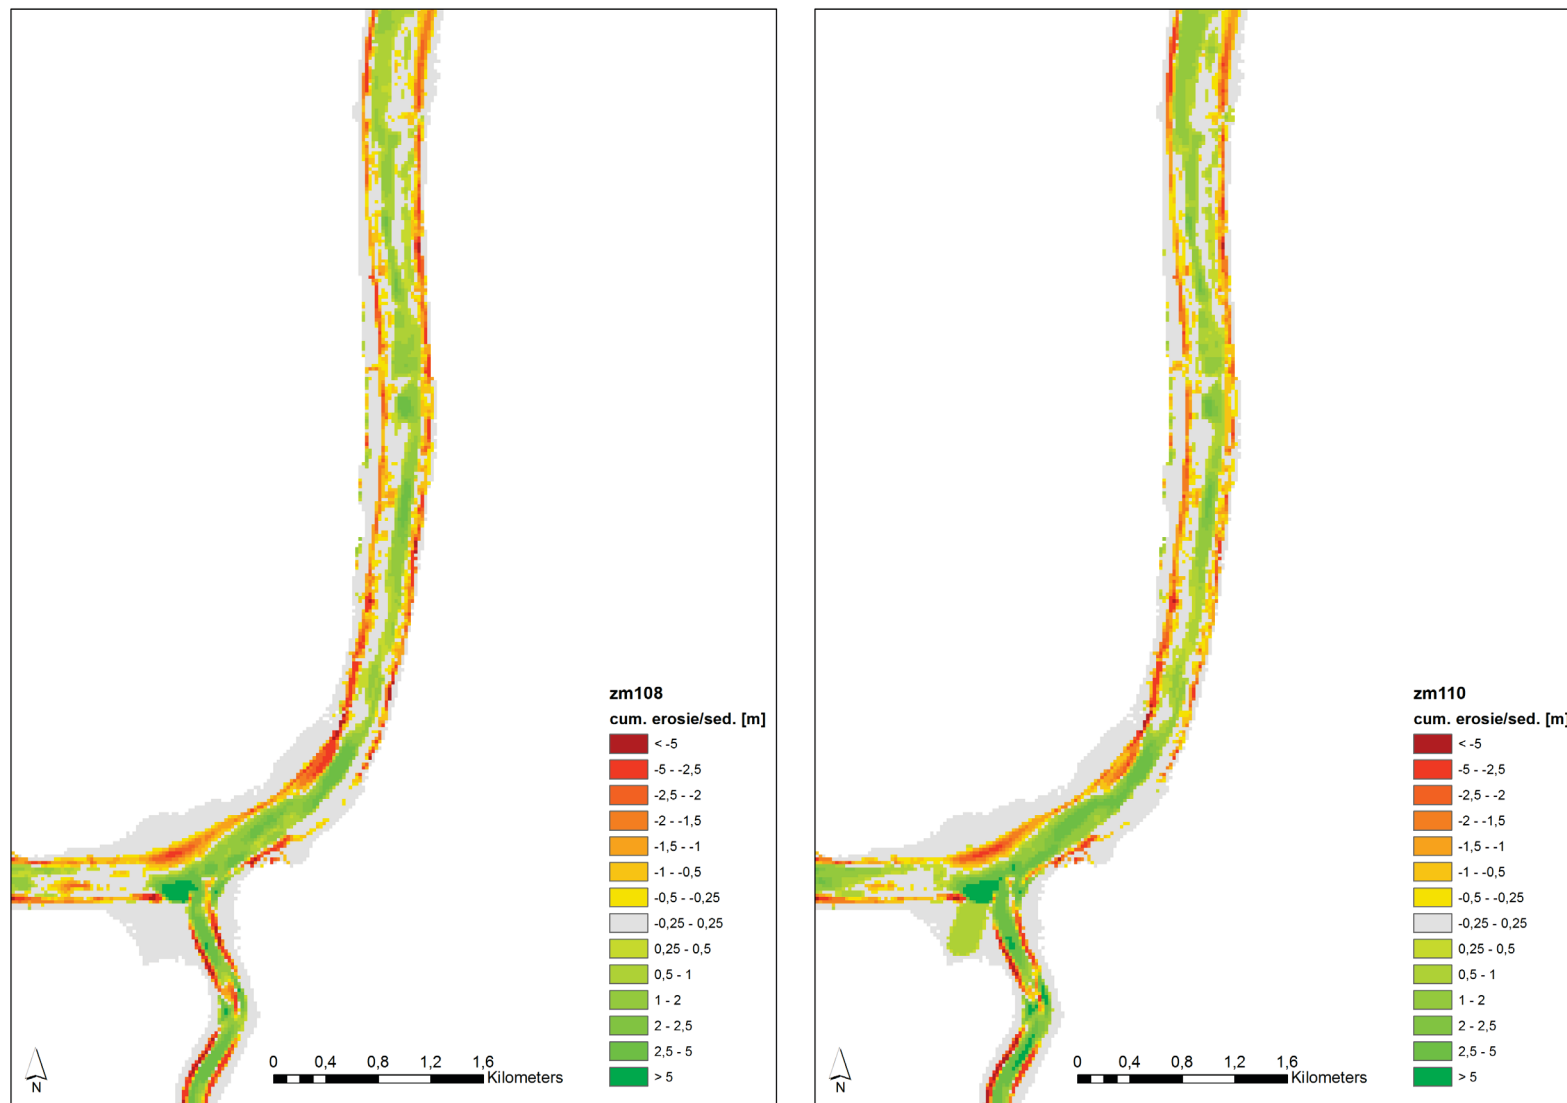 zm108
cum. erosie/sed. [m]
< -5
-5 - -2,5
-2,5 - -2
-2 - -1,5
-1,5 - -1
-1 - -0,5
-0,5 - -0,25
-0,25 - 0,25
0,25 - 0,5
0,5 - 1
1 - 2
2 - 2,5
2,5 - 5
> 5
N
0 0,4 0,8 1,2 1,6
Kilometers
zm110
cum. erosie/sed. [m]
< -5
-5 - -2,5
-2,5 - -2
-2 - -1,5
-1,5 - -1
-1 - -0,5
-0,5 - -0,25
-0,25 - 0,25
0,25 - 0,5
0,5 - 1
1 - 2
2 - 2,5
2,5 - 5
> 5
N
0 0,4 0,8 1,2 1,6
Kilometers